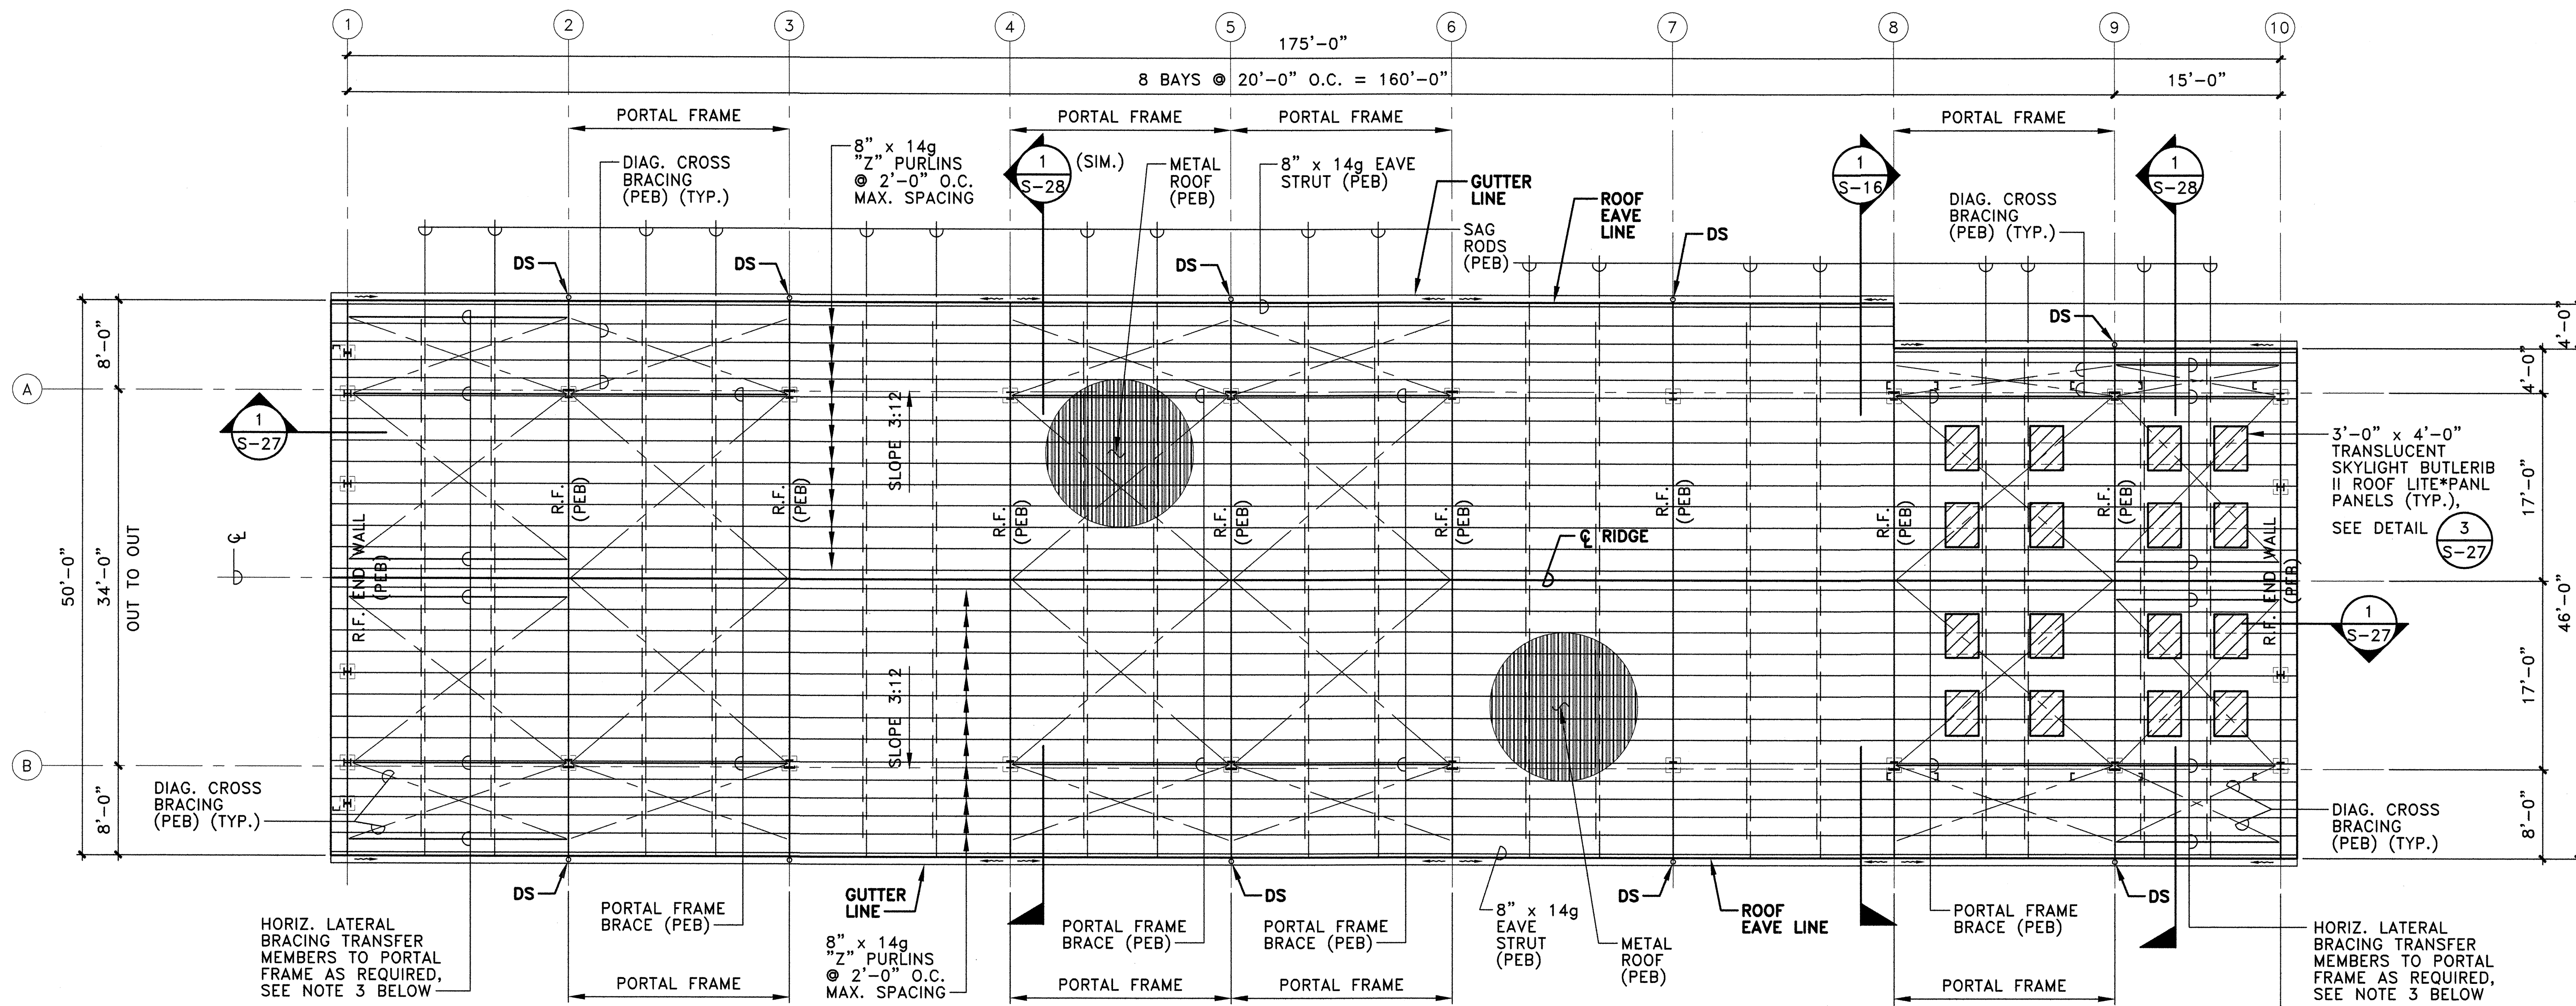 1 2 3 4 5 6 7 8 9 10
175'-0"
8 BAYS @ 20'-0" O.C. = 160'-0"
15'-0"
PORTAL FRAME
PORTAL FRAME
PORTAL FRAME
PORTAL FRAME
DIAG. CROSS
BRACING
(PEB) (TYP.)
8" x 14g
"Z" PURLINS
@ 2'-0" O.C.
MAX. SPACING
1
S-28
(SIM.)
METAL
ROOF
(PEB)
8" x 14g EAVE
STRUT (PEB)
GUTTER
LINE
ROOF
EAVE
LINE
SAG
RODS
(PEB)
1
S-16
DIAG. CROSS
BRACING
(PEB) (TYP.)
1
S-28
DS
DS
DS
DS
DS
50'-0"
8'-0"
34'-0"
OUT TO OUT
8'-0"
A
B
1
S-27
℄
R.F. END WALL
(PEB)
R.F.
(PEB)
R.F.
(PEB)
SLOPE 3:12
SLOPE 3:12
R.F.
(PEB)
R.F.
(PEB)
R.F.
(PEB)
R.F.
(PEB)
R.F.
(PEB)
R.F.
(PEB)
R.F. END WALL
(PEB)
℄ RIDGE
4'-0"
4'-0"
17'-0"
17'-0"
8'-0"
46'-0"
3'-0" x 4'-0"
TRANSLUCENT
SKYLIGHT BUTLERIB
II ROOF LITE*PANL
PANELS (TYP.),
SEE DETAIL
3
S-27
1
S-27
DIAG. CROSS
BRACING
(PEB) (TYP.)
DIAG. CROSS
BRACING
(PEB) (TYP.)
DS
DS
DS
DS
HORIZ. LATERAL
BRACING TRANSFER
MEMBERS TO PORTAL
FRAME AS REQUIRED,
SEE NOTE 3 BELOW
PORTAL FRAME
BRACE (PEB)
GUTTER
LINE
8" x 14g
"Z" PURLINS
@ 2'-0" O.C.
MAX. SPACING
PORTAL FRAME
BRACE (PEB)
PORTAL FRAME
BRACE (PEB)
8" x 14g
EAVE
STRUT
(PEB)
METAL
ROOF
(PEB)
ROOF
EAVE LINE
PORTAL FRAME
BRACE (PEB)
HORIZ. LATERAL
BRACING TRANSFER
MEMBERS TO PORTAL
FRAME AS REQUIRED,
SEE NOTE 3 BELOW
PORTAL FRAME
PORTAL FRAME
PORTAL FRAME
PORTAL FRAME